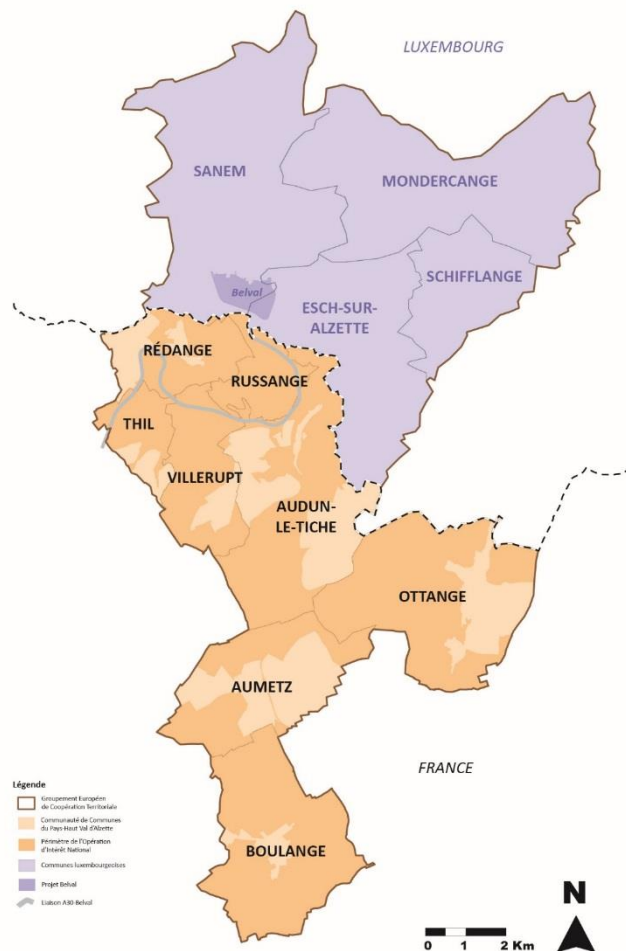 LUXEMBOURG
SANEM
MONDERCANGE
SCHIFFLANGE
Belval
ESCH-SUR-
ALZETTE
RÉDANGE
RUSSANGE
THIL
VILLERUPT
AUDUN-
LE-TICHE
OTTANGE
AUMETZ
FRANCE
BOULANGE
Légende
Groupement Européen
de Coopération Territoriale
Communauté de Communes
du Pays-Haut Val d'Alzette
Périmètre de l'Opération
d'Intérêt National
Communes luxembourgeoises
Projet Belval
Liaison A30-Belval
N
0 1 2 Km